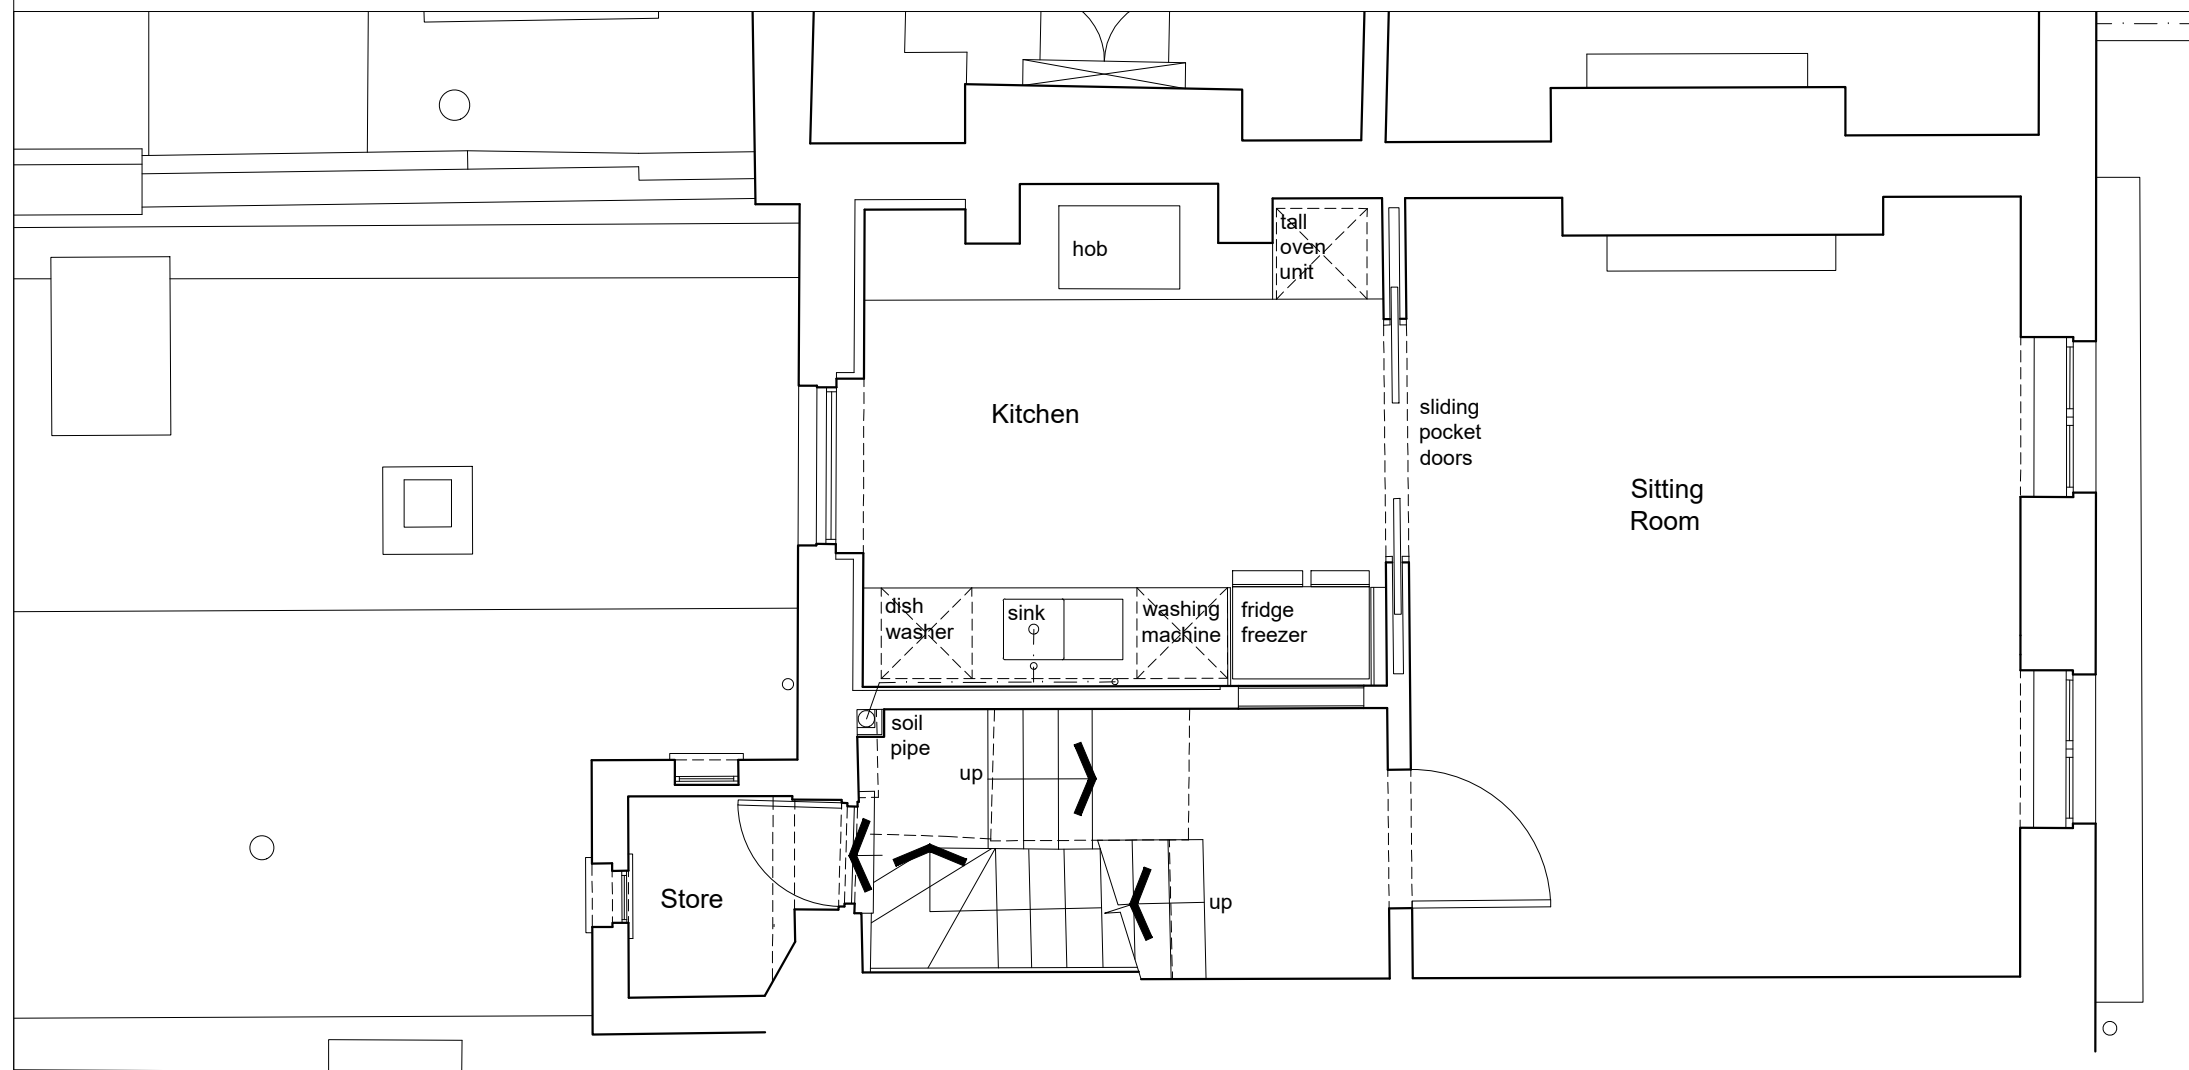 tall
oven
unit
hob
Kitchen
sliding
pocket
doors
Sitting
Room
dish
washer
sink
washing
machine
fridge
freezer
soil
pipe
up
Store
up